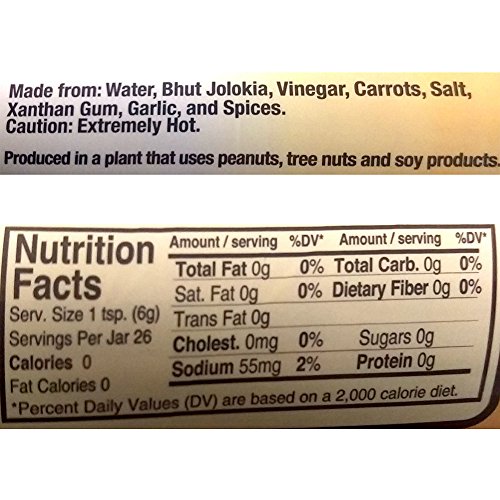 Made from: Water, Bhut Jolokia, Vinegar, Carrots, Salt,
Xanthan Gum, Garlic, and Spices.
Caution: Extremely Hot.
Produced in a plant that uses peanuts, tree nuts and soy products.
Nutrition
Facts
Serv. Size 1 tsp. (6g)
Servings Per Jar 26
Calories 0
Fat Calories 0
Amount / serving %DV* Amount / serving %DV*
Total Fat 0g 0% Total Carb. 0g 0%
Sat. Fat 0g 0% Dietary Fiber 0g 0%
Trans Fat 0g
Cholest. 0mg 0% Sugars 0g
Sodium 55mg 2% Protein 0g
*Percent Daily Values (DV) are based on a 2,000 calorie diet.